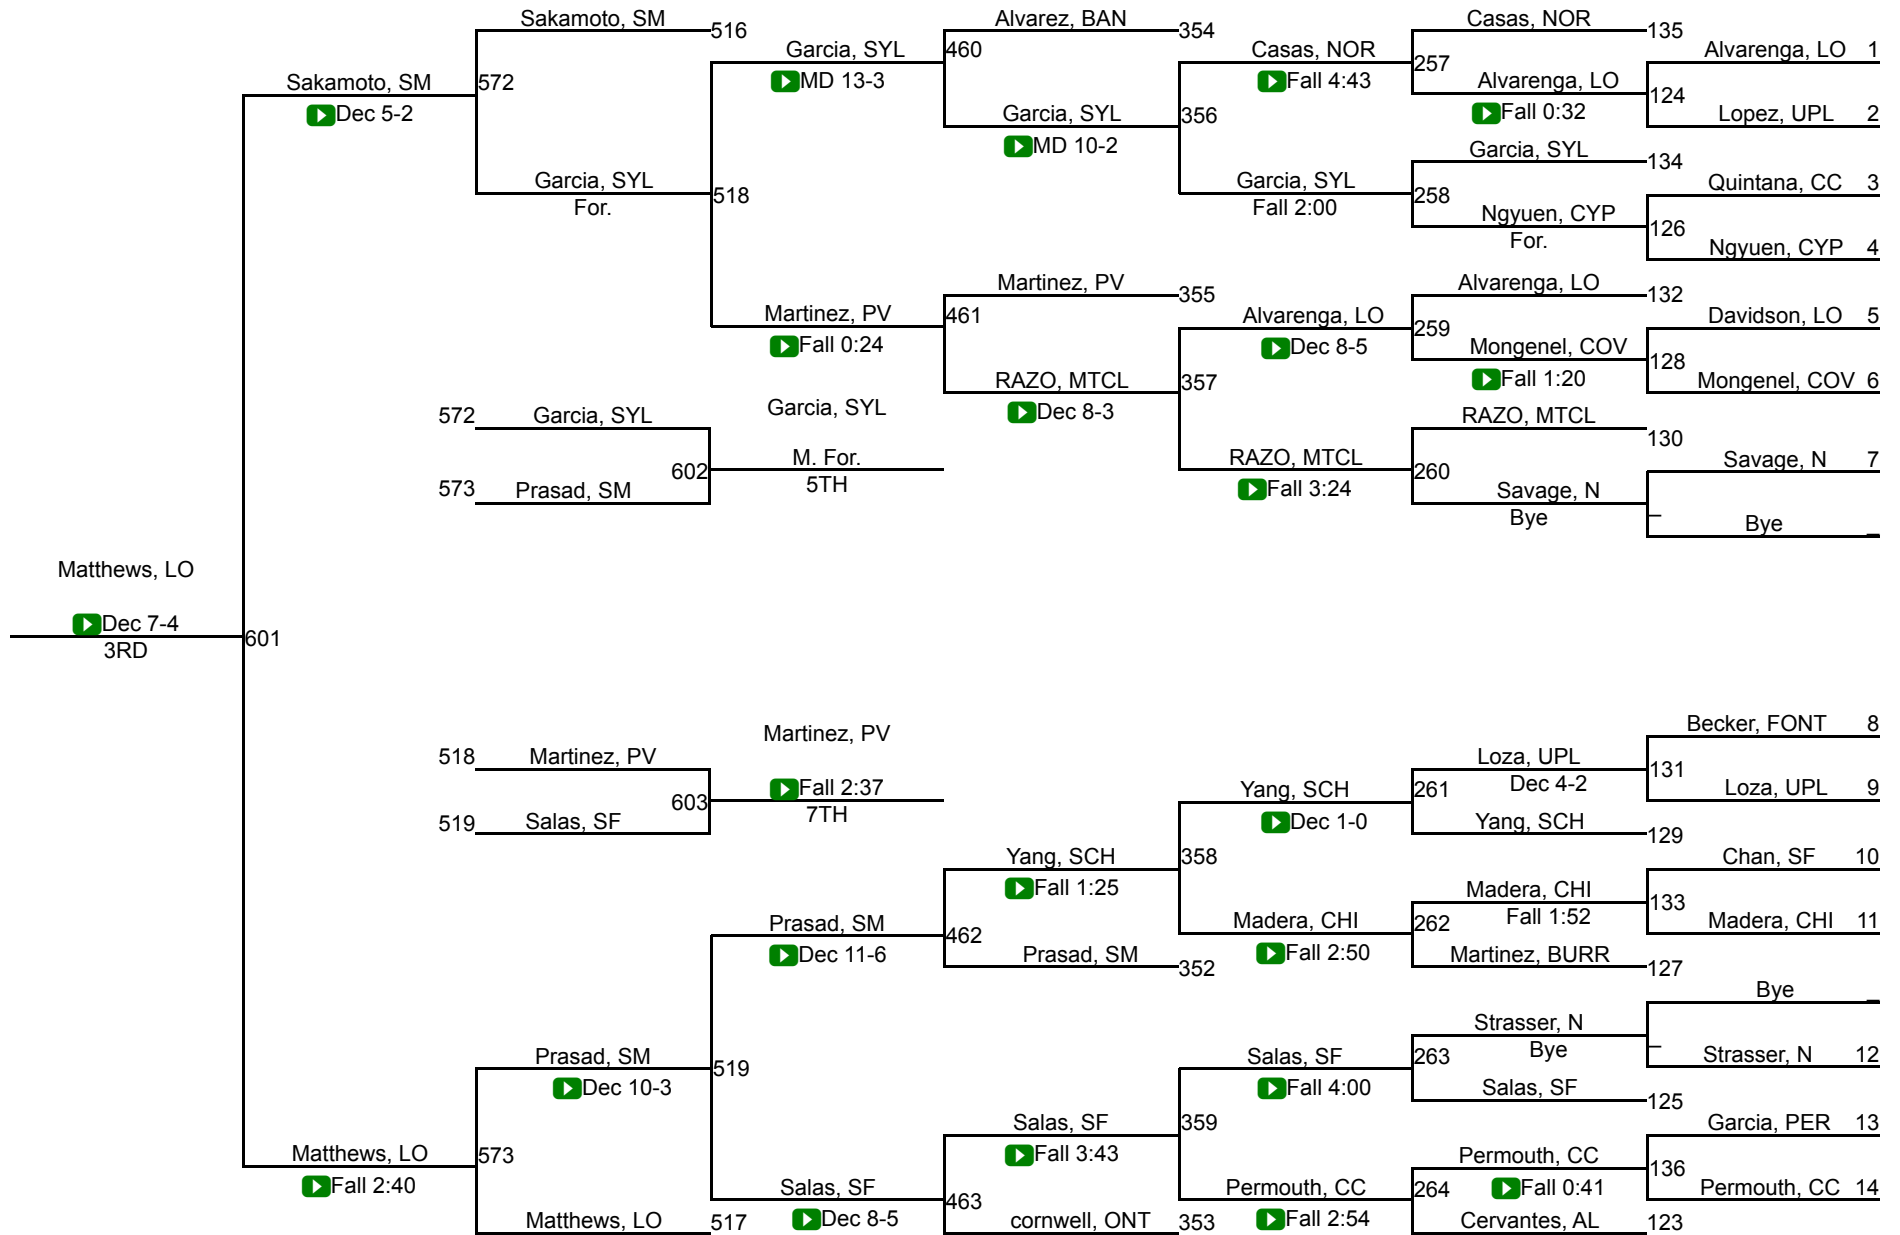 Sakamoto, SM
516
Alvarez, BAN
354
Casas, NOR
135
Garcia, SYL
460
Casas, NOR
257
Alvarenga, LO 1
MD 13-3
Fall 4:43
Sakamoto, SM
572
Alvarenga, LO
124
Dec 5-2
Garcia, SYL
356
Fall 0:32
Lopez, UPL 2
MD 10-2
Garcia, SYL
134
Garcia, SYL
518
Garcia, SYL
258
Quintana, CC 3
For.
Fall 2:00
Ngyuen, CYP
126
For.
Ngyuen, CYP 4
Martinez, PV
355
Alvarenga, LO
132
Martinez, PV
461
Alvarenga, LO
259
Davidson, LO 5
Fall 0:24
Dec 8-5
Mongenel, COV
128
RAZO, MTCL
357
Fall 1:20
Mongenel, COV 6
Dec 8-3
572
Garcia, SYL
Garcia, SYL
RAZO, MTCL
130
602
M. For.
RAZO, MTCL
260
Savage, N 7
573
Prasad, SM
5TH
Fall 3:24
Savage, N
_
Bye
Bye _
Matthews, LO
Dec 7-4
601
3RD
Becker, FONT 8
518
Martinez, PV
Martinez, PV
Loza, UPL
131
603
Fall 2:37
Yang, SCH
261
Dec 4-2
Loza, UPL 9
519
Salas, SF
7TH
Dec 1-0
Yang, SCH
129
Yang, SCH
358
Chan, SF 10
Fall 1:25
Madera, CHI
133
Prasad, SM
462
Madera, CHI
262
Fall 1:52
Madera, CHI 11
Dec 11-6
Prasad, SM
352
Fall 2:50
Martinez, BURR
127
Bye _
Strasser, N
_
Prasad, SM
519
Salas, SF
263
Bye
Strasser, N 12
Dec 10-3
Fall 4:00
Salas, SF
125
Salas, SF
359
Garcia, PER 13
Matthews, LO
573
Fall 3:43
Permouth, CC
136
Fall 2:40
Salas, SF
463
Permouth, CC
264
Fall 0:41
Permouth, CC 14
Matthews, LO
517
Dec 8-5
cornwell, ONT
353
Fall 2:54
Cervantes, AL
123